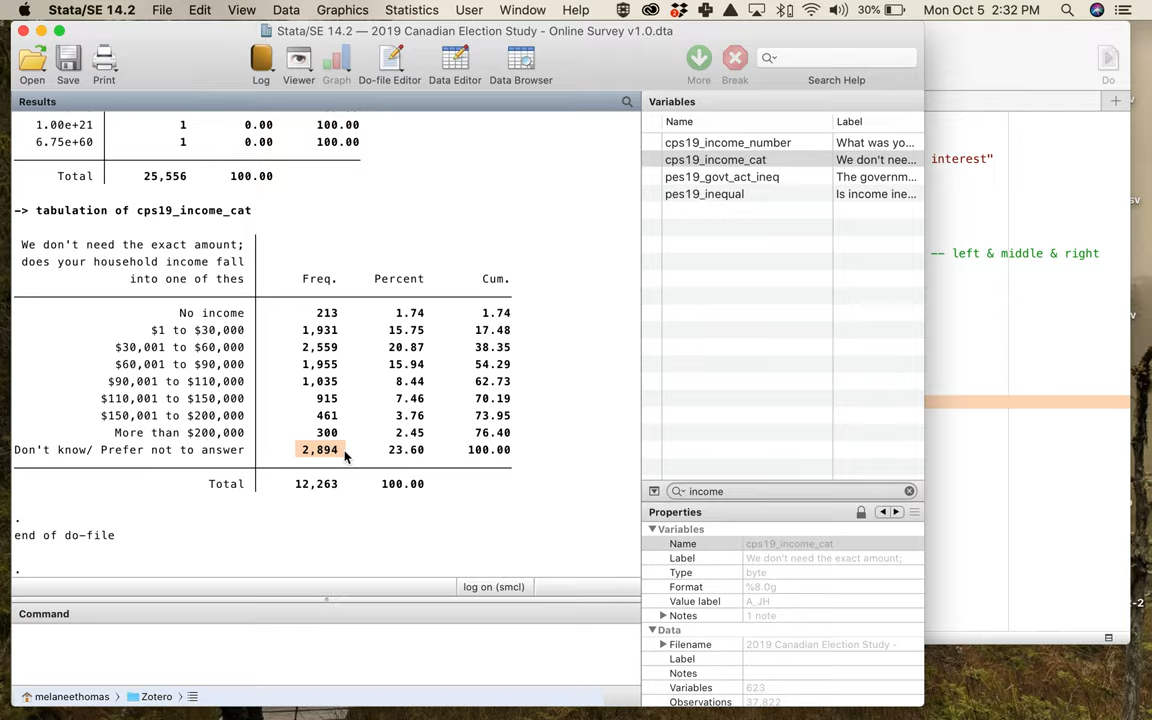 Stata/SE 14.2 File Edit View Data Graphics Statistics User Window Help 30% Mon Oct 5 2:32 PM
Stata/SE 14.2 — 2019 Canadian Election Study - Online Survey v1.0.dta
Open Save Print Log Viewer Graph Do-file Editor Data Editor Data Browser More Break Search Help Do
Results
1.00e+21 1 0.00 100.00
6.75e+60 1 0.00 100.00
Total 25,556 100.00
-> tabulation of cps19_income_cat
We don't need the exact amount;
does your household income fall
into one of thes Freq. Percent Cum.
No income 213 1.74 1.74
$1 to $30,000 1,931 15.75 17.48
$30,001 to $60,000 2,559 20.87 38.35
$60,001 to $90,000 1,955 15.94 54.29
$90,001 to $110,000 1,035 8.44 62.73
$110,001 to $150,000 915 7.46 70.19
$150,001 to $200,000 461 3.76 73.95
More than $200,000 300 2.45 76.40
Don't know/ Prefer not to answer 2,894 23.60 100.00
Total 12,263 100.00
.
end of do-file
.
log on (smcl)
Command
melaneethomas Zotero
Variables
Name Label
cps19_income_number What was yo...
cps19_income_cat We don't nee...
pes19_govt_act_ineq The governm...
pes19_inequal Is income ine...
income
Properties
Variables
Name cps19_income_cat
Label We don't need the exact amount;
Type byte
Format %8.0g
Value label A_JH
Notes 1 note
Data
Filename 2019 Canadian Election Study -
Label
Notes
Variables 623
Observations 37,822
interest"
-- left & middle & right